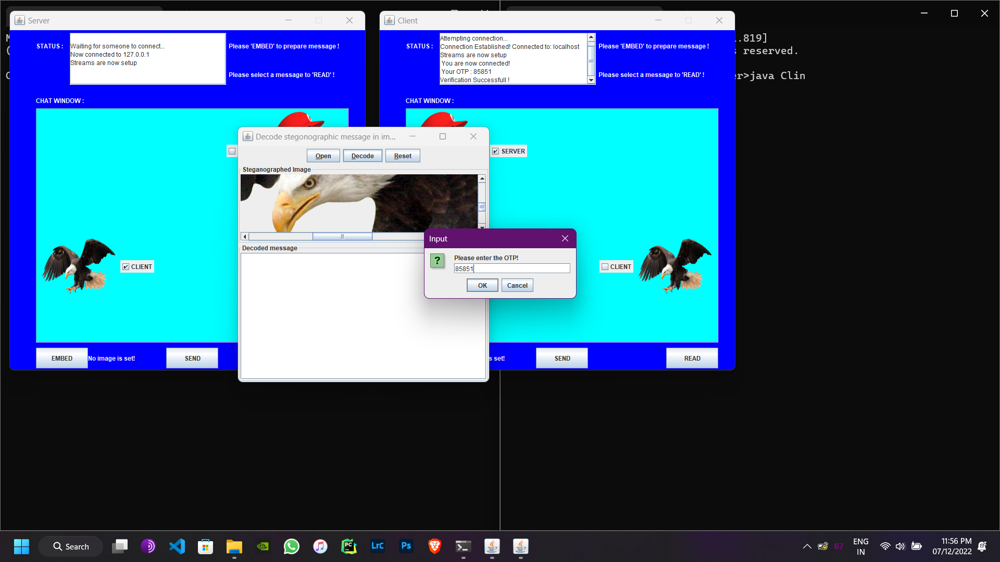 Server
STATUS :
Waiting for someone to connect...
Now connected to 127.0.0.1
Streams are now setup
Please 'EMBED' to prepare message !
Please select a message to 'READ' !
CHAT WINDOW :
CLIENT
EMBED
No image is set!
SEND
Client
STATUS :
Attempting connection...
Connection Established! Connected to: localhost
Streams are now setup
You are now connected!
Your OTP : 85851
Verification Successfull !
Please 'EMBED' to prepare message !
Please select a message to 'READ' !
CHAT WINDOW :
SERVER
CLIENT
s set!
SEND
READ
Decode stegonographic message in im...
Open
Decode
Reset
Steganographed Image
Decoded message
Input
Please enter the OTP!
85851
OK
Cancel
.819]
reserved.
er>java Clin
Search
PC
LrC
Ps
67
ENG
IN
11:56 PM
07/12/2022